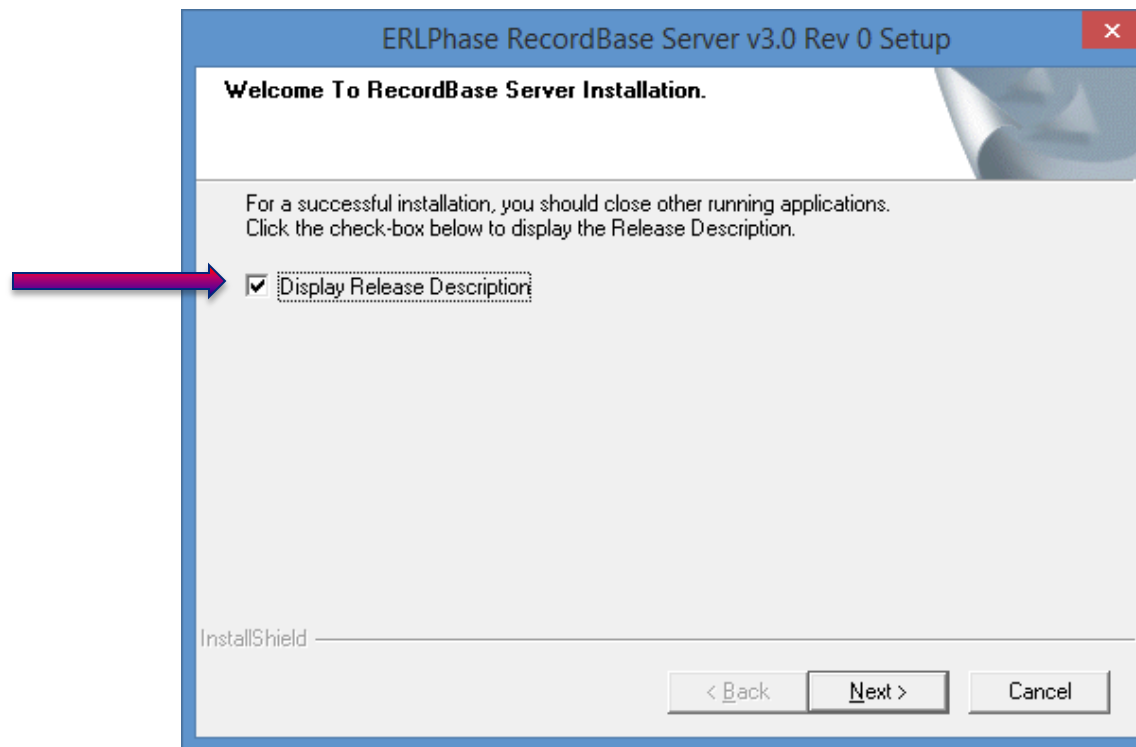 ERLPhase RecordBase Server v3.0 Rev 0 Setup
Welcome To RecordBase Server Installation.
For a successful installation, you should close other running applications.
Click the check-box below to display the Release Description.
Display Release Description
InstallShield
< Back Next > Cancel